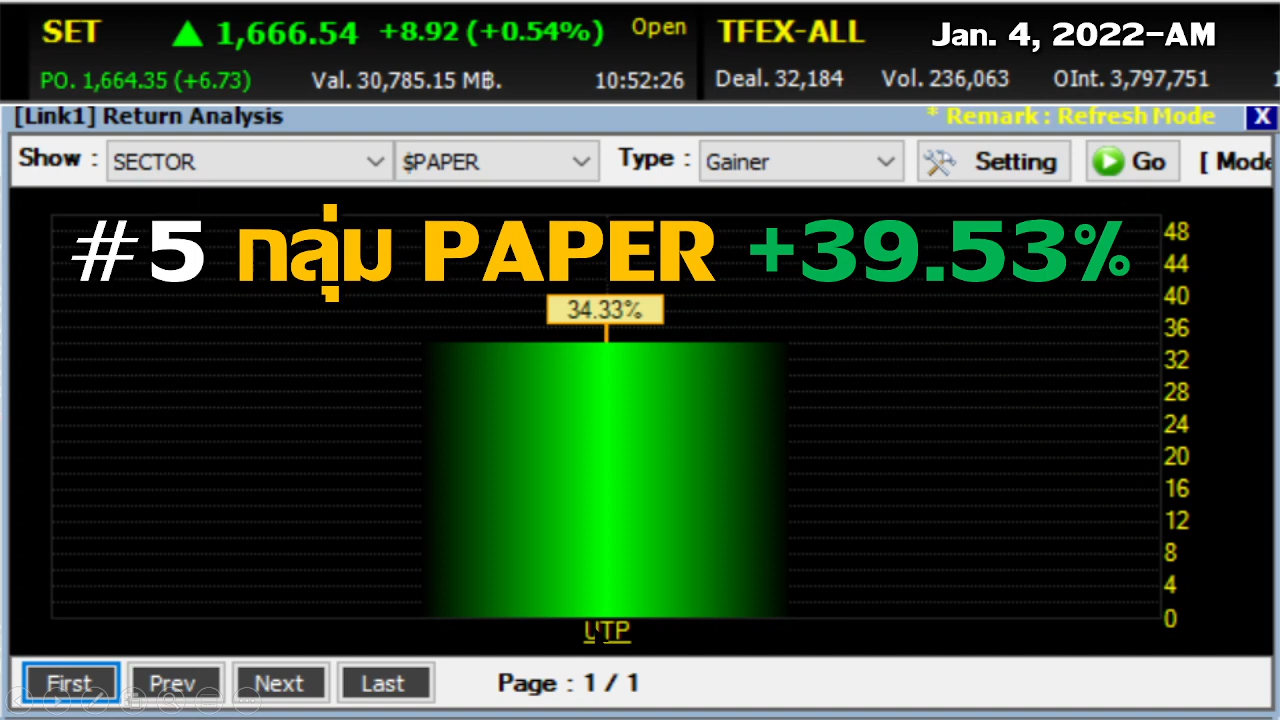 SET ▲ 1,666.54 +8.92 (+0.54%) Open TFEX-ALL Jan. 4, 2022-AM
PO. 1,664.35 (+6.73) Val. 30,785.15 M฿. 10:52:26 Deal. 32,184 Vol. 236,063 OInt. 3,797,751
[Link1] Return Analysis * Remark : Refresh Mode X
Show : SECTOR $PAPER Type : Gainer Setting Go [ Mode
#5 กลุ่ม PAPER +39.53%
48
44
40
34.33%
36
32
28
24
20
16
12
8
4
0
UTP
First Prev Next Last Page : 1 / 1